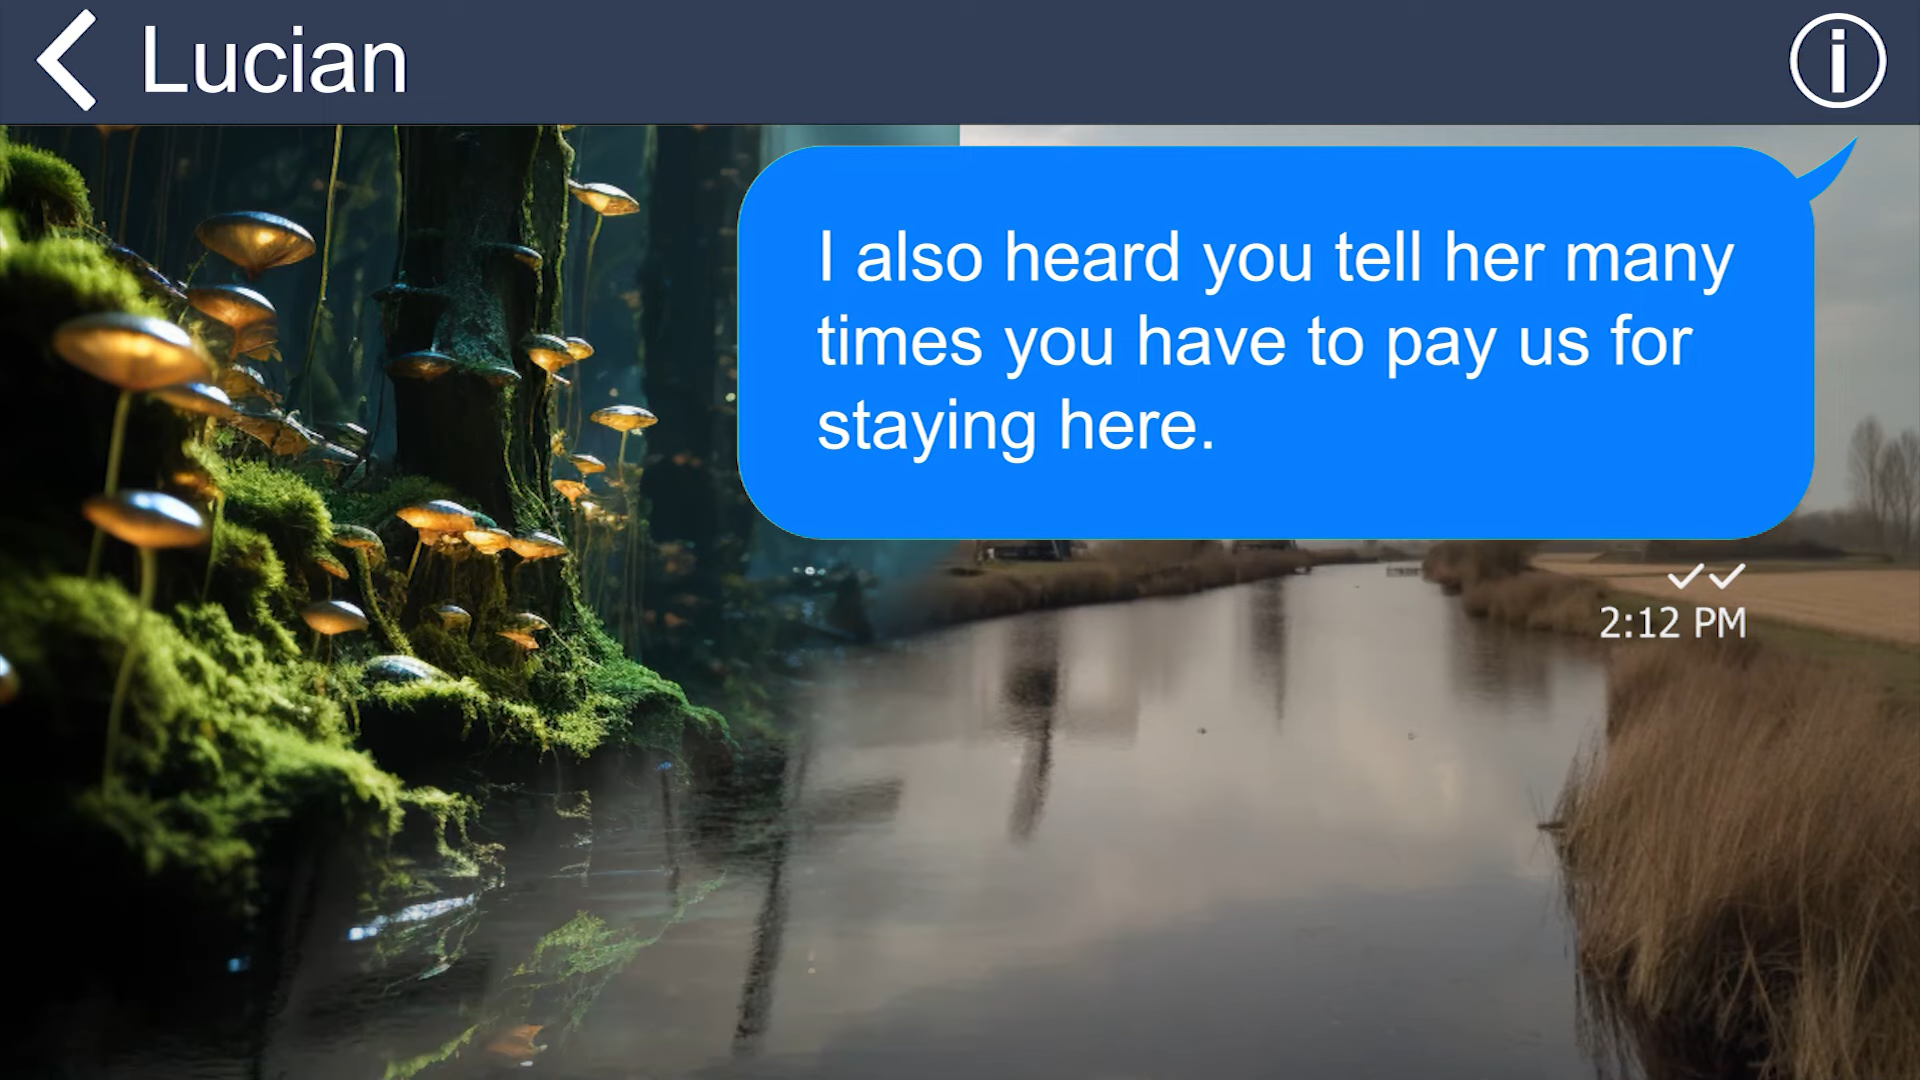 Lucian
I also heard you tell her many
times you have to pay us for
staying here.
2:12 PM